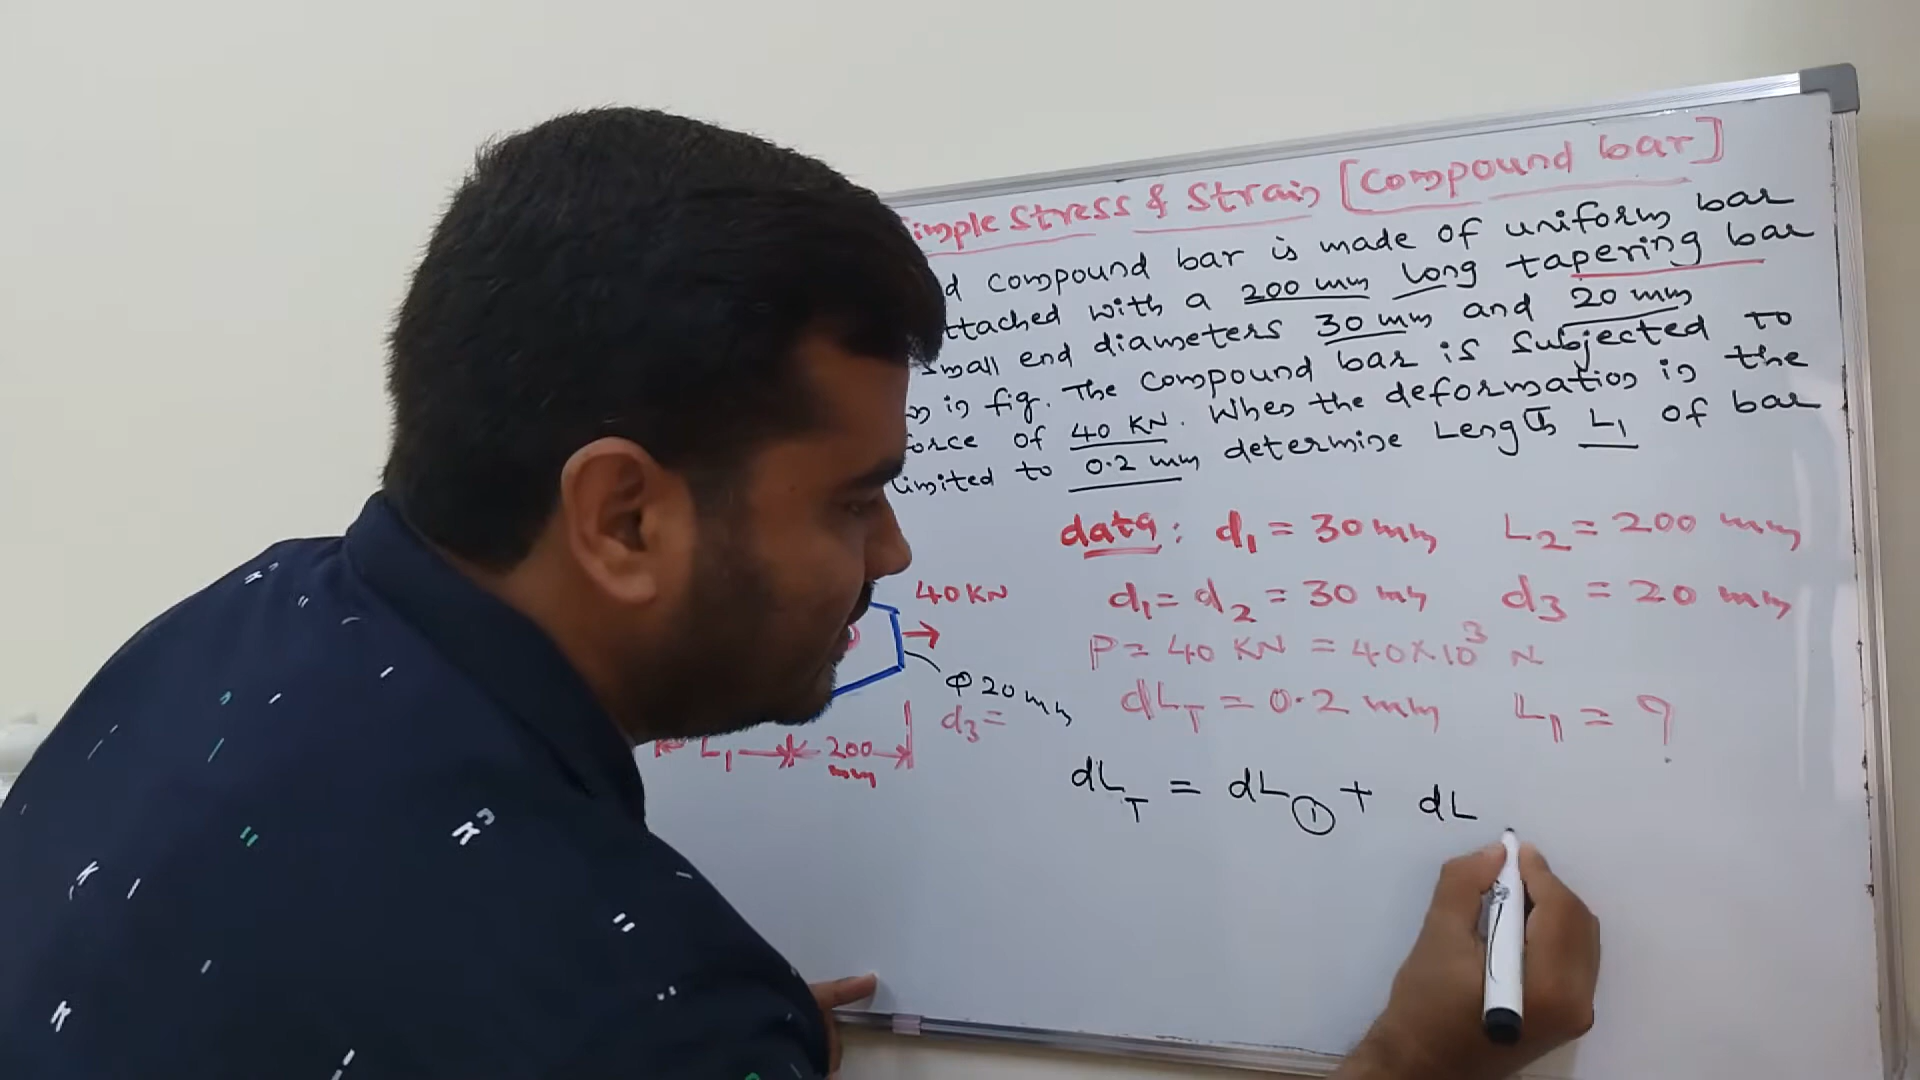 Simple Stress & Strain [Compound bar]
compound bar is made of uniform bar
attached with a 200 mm long tapering bar
small end diameters 30 mm and 20 mm
in fig. The compound bar is subjected to
force of 40 KN. When the deformation in the
limited to 0.2 mm determine Length L1 of bar
data: d1 = 30 mm L2 = 200 mm
d1 = d2 = 30 mm d3 = 20 mm
P = 40 KN = 40×10³ N
dLT = 0.2 mm L1 = ?
dLT = dL① + dL
40 KN
Φ 20 mm
d3 =
L1 200 mm